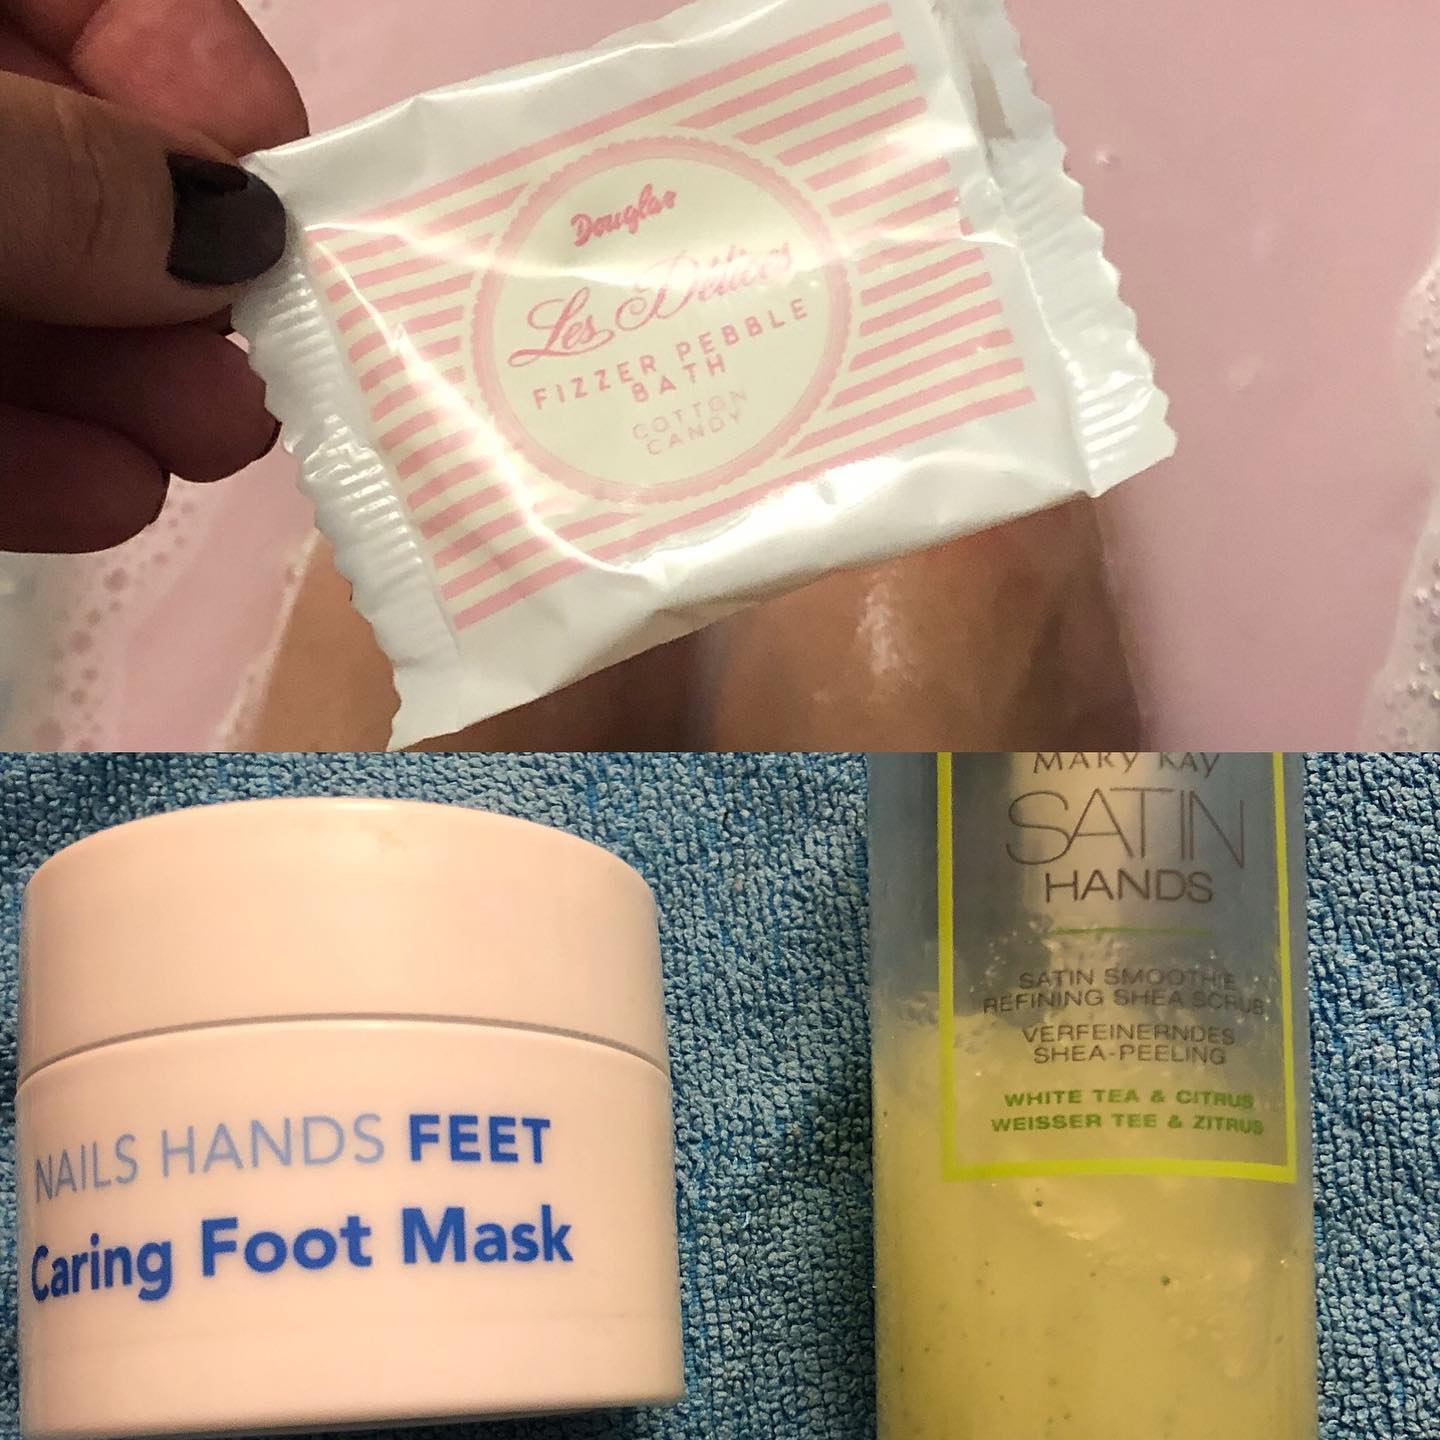 Douglas
Les Délices
FIZZER PEBBLE
BATH
COTTON
CANDY
NAILS HANDS FEET
Caring Foot Mask
MARY KAY
SATIN
HANDS
SATIN SMOOTHIE
REFINING SHEA SCRUB
VERFEINERNDES
SHEA-PEELING
WHITE TEA & CITRUS
WEISSER TEE & ZITRUS